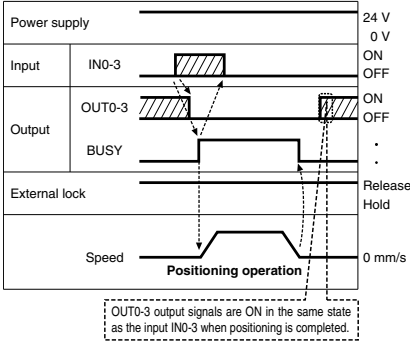 Power supply
24 V
0 V
Input
IN0-3
ON
OFF
Output
OUT0-3
ON
OFF
BUSY
External lock
Release
Hold
Speed
0 mm/s
Positioning operation
OUT0-3 output signals are ON in the same state
as the input IN0-3 when positioning is completed.